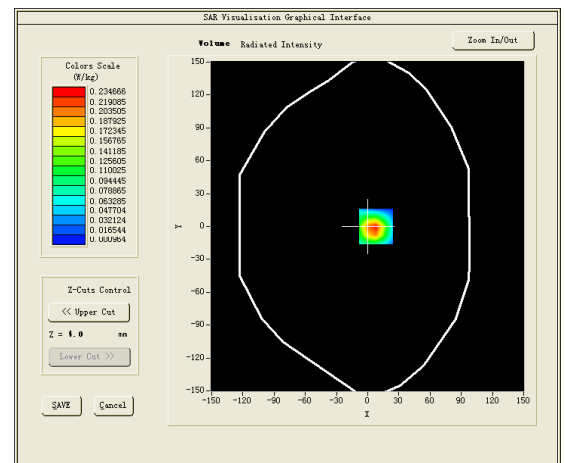 SAR Visualisation Graphical Interface
Volume Radiated Intensity
Zoom In/Out
Colors Scale
(W/kg)
0.234666
0.219085
0.203505
0.187925
0.172345
0.156765
0.141185
0.125605
0.110025
0.094445
0.078865
0.063285
0.047704
0.032124
0.016544
0.000964
Z-Cuts Control
<< Upper Cut
Z = 4.0 mm
Lower Cut >>
SAVE Cancel
150
120
90
60
30
0
-30
-60
-90
-120
-150
Y
-150 -120 -90 -60 -30 0 30 60 90 120 150
X